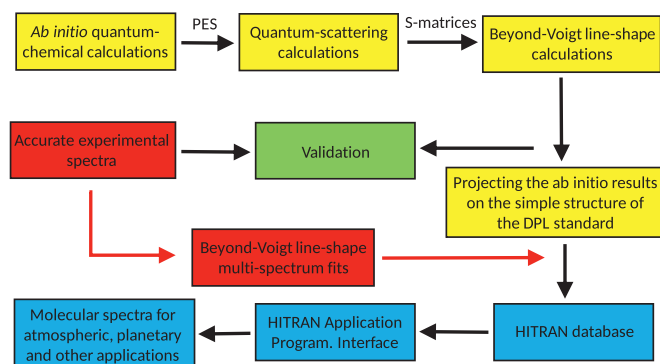 Ab initio quantum-
chemical calculations
PES
Quantum-scattering
calculations
S-matrices
Beyond-Voigt line-shape
calculations
Accurate experimental
spectra
Validation
Projecting the ab initio results
on the simple structure of
the DPL standard
Beyond-Voigt line-shape
multi-spectrum fits
Molecular spectra for
atmospheric, planetary
and other applications
HITRAN Application
Program. Interface
HITRAN database